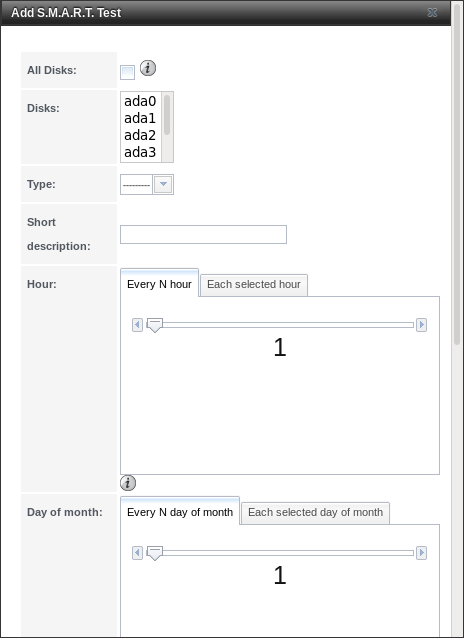 Add S.M.A.R.T. Test
All Disks:
i
Disks:
ada0
ada1
ada2
ada3
Type:
---------
Short
description:
Hour:
Every N hour
Each selected hour
1
i
Day of month:
Every N day of month
Each selected day of month
1